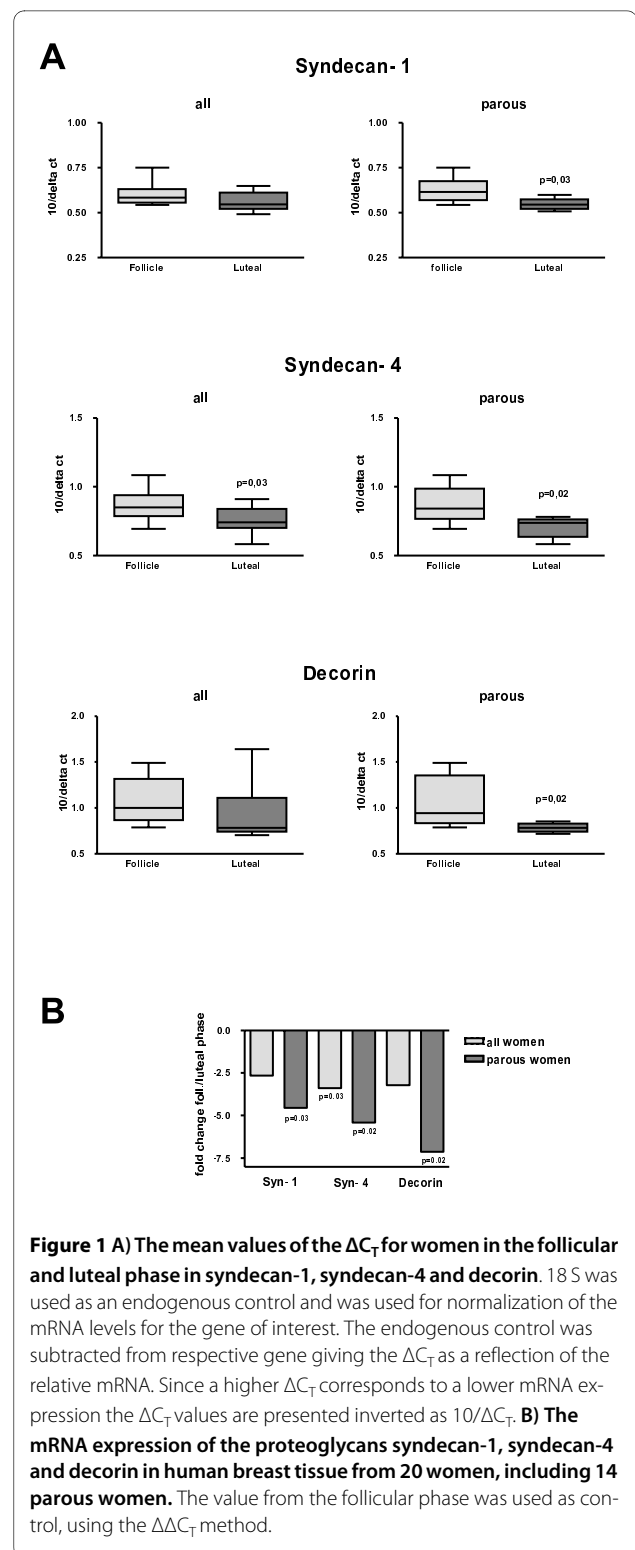 A
Syndecan- 1
all
parous
10/delta ct
1.00
0.75
0.50
0.25
Follicle
Luteal
10/delta ct
1.00
0.75
0.50
0.25
p=0,03
follicle
Luteal
Syndecan- 4
all
parous
10/delta ct
1.5
1.0
0.5
p=0,03
Follicle
Luteal
10/delta ct
1.5
1.0
0.5
p=0,02
Follicle
Luteal
Decorin
all
parous
10/delta ct
2.0
1.5
1.0
0.5
Follicle
Luteal
10/delta ct
2.0
1.5
1.0
0.5
p=0,02
Follicle
Luteal
B
fold change foll./luteal phase
0.0
-2.5
-5.0
-7.5
p=0.03
p=0.03
p=0.02
p=0.02
Syn- 1
Syn- 4
Decorin
all women
parous women
Figure 1 A) The mean values of the ΔCT for women in the follicular
and luteal phase in syndecan-1, syndecan-4 and decorin. 18 S was
used as an endogenous control and was used for normalization of the
mRNA levels for the gene of interest. The endogenous control was
subtracted from respective gene giving the ΔCT as a reflection of the
relative mRNA. Since a higher ΔCT corresponds to a lower mRNA ex-
pression the ΔCT values are presented inverted as 10/ΔCT. B) The
mRNA expression of the proteoglycans syndecan-1, syndecan-4
and decorin in human breast tissue from 20 women, including 14
parous women. The value from the follicular phase was used as con-
trol, using the ΔΔCT method.